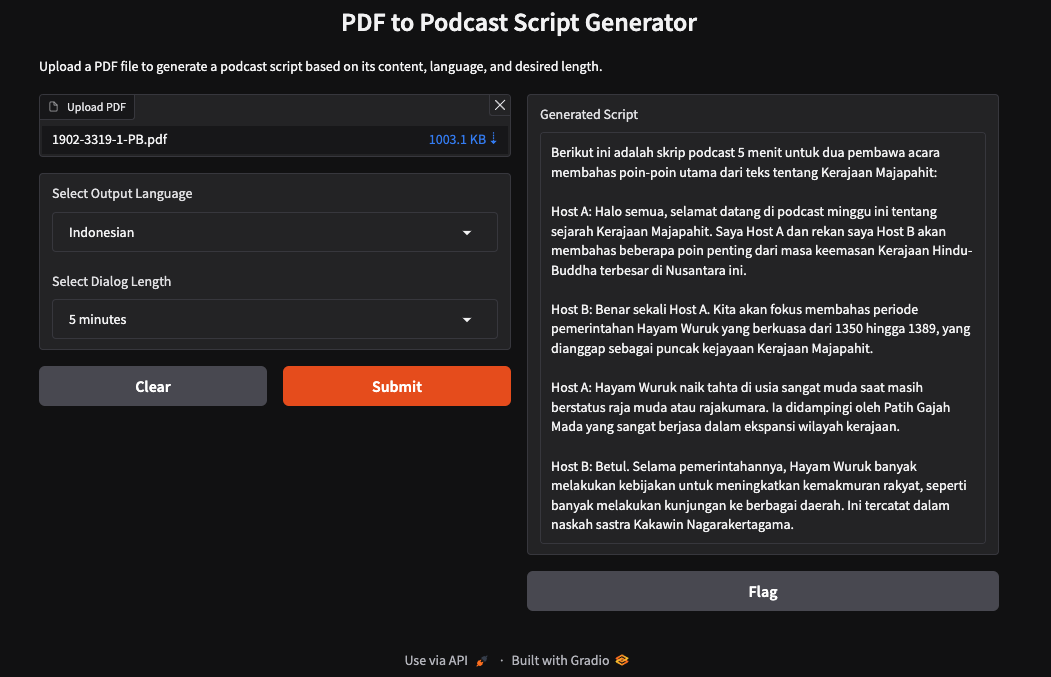 PDF to Podcast Script Generator
Upload a PDF file to generate a podcast script based on its content, language, and desired length.
Upload PDF
1902-3319-1-PB.pdf
1003.1 KB ↓
Select Output Language
Indonesian
Select Dialog Length
5 minutes
Clear
Submit
Generated Script
Berikut ini adalah skrip podcast 5 menit untuk dua pembawa acara
membahas poin-poin utama dari teks tentang Kerajaan Majapahit:
Host A: Halo semua, selamat datang di podcast minggu ini tentang
sejarah Kerajaan Majapahit. Saya Host A dan rekan saya Host B akan
membahas beberapa poin penting dari masa keemasan Kerajaan Hindu-
Buddha terbesar di Nusantara ini.
Host B: Benar sekali Host A. Kita akan fokus membahas periode
pemerintahan Hayam Wuruk yang berkuasa dari 1350 hingga 1389, yang
dianggap sebagai puncak kejayaan Kerajaan Majapahit.
Host A: Hayam Wuruk naik tahta di usia sangat muda saat masih
berstatus raja muda atau rajakumara. Ia didampingi oleh Patih Gajah
Mada yang sangat berjasa dalam ekspansi wilayah kerajaan.
Host B: Betul. Selama pemerintahannya, Hayam Wuruk banyak
melakukan kebijakan untuk meningkatkan kemakmuran rakyat, seperti
banyak melakukan kunjungan ke berbagai daerah. Ini tercatat dalam
naskah sastra Kakawin Nagarakertagama.
Flag
Use via API · Built with Gradio